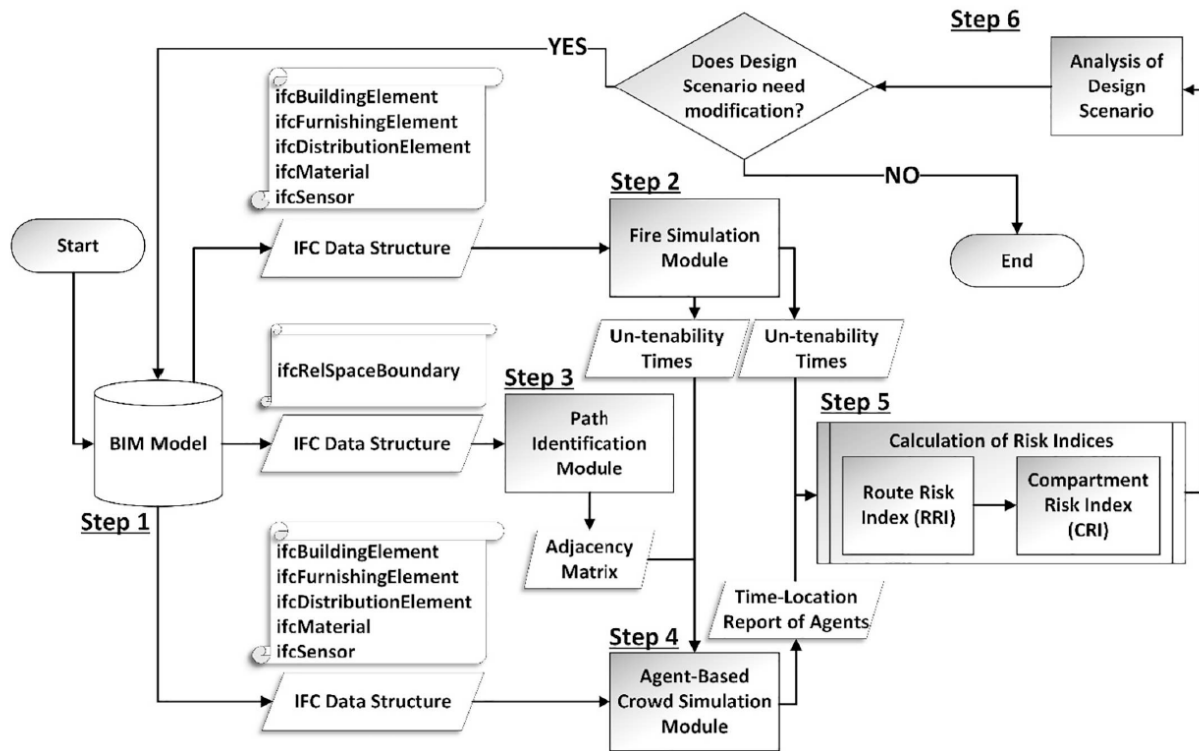 Step 6
YES
Does Design
Scenario need
modification?
Analysis of
Design
Scenario
ifcBuildingElement
ifcFurnishingElement
ifcDistributionElement
ifcMaterial
ifcSensor
NO
Step 2
Start
IFC Data Structure
Fire Simulation
Module
End
Un-tenability
Times
Un-tenability
Times
ifcRelSpaceBoundary
Step 3
Step 5
BIM Model
IFC Data Structure
Path
Identification
Module
Calculation of Risk Indices
Route Risk
Index (RRI)
Compartment
Risk Index
(CRI)
Step 1
ifcBuildingElement
ifcFurnishingElement
ifcDistributionElement
ifcMaterial
ifcSensor
Adjacency
Matrix
Time-Location
Report of Agents
Step 4
IFC Data Structure
Agent-Based
Crowd Simulation
Module